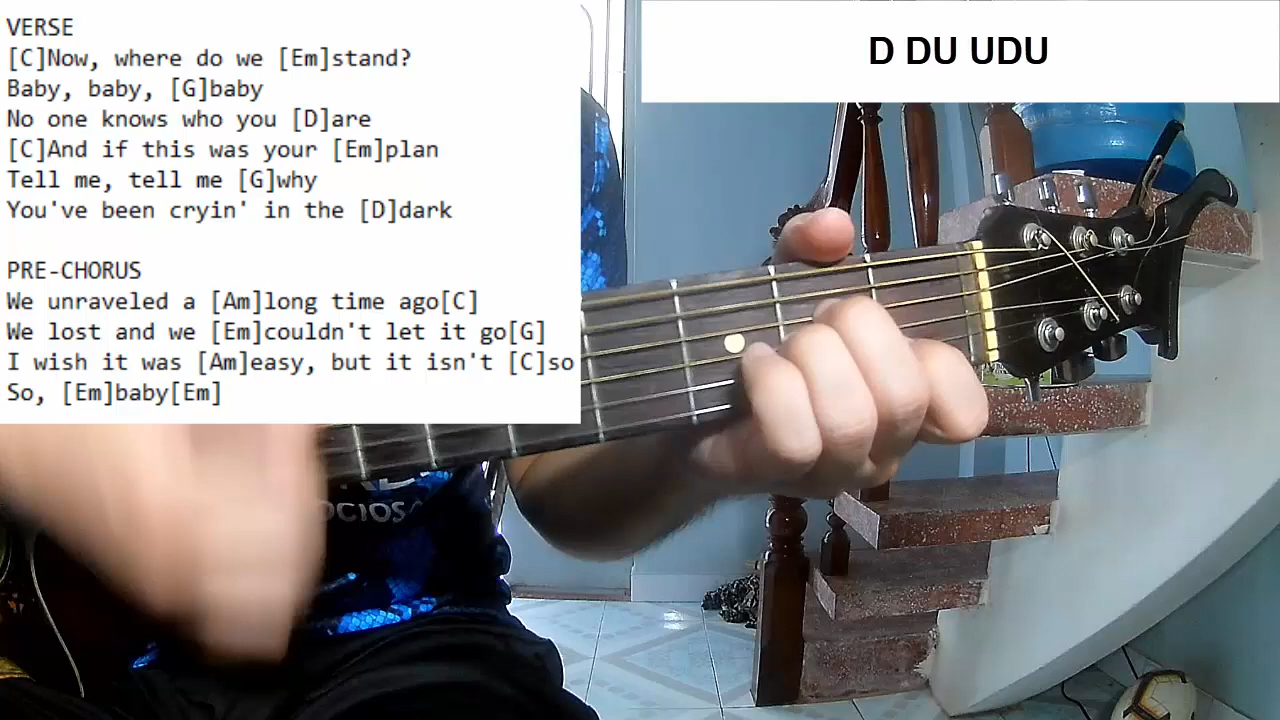 VERSE
[C]Now, where do we [Em]stand?
Baby, baby, [G]baby
No one knows who you [D]are
[C]And if this was your [Em]plan
Tell me, tell me [G]why
You've been cryin' in the [D]dark

PRE-CHORUS
We unraveled a [Am]long time ago[C]
We lost and we [Em]couldn't let it go[G]
I wish it was [Am]easy, but it isn't [C]so
So, [Em]baby[Em]
D DU UDU